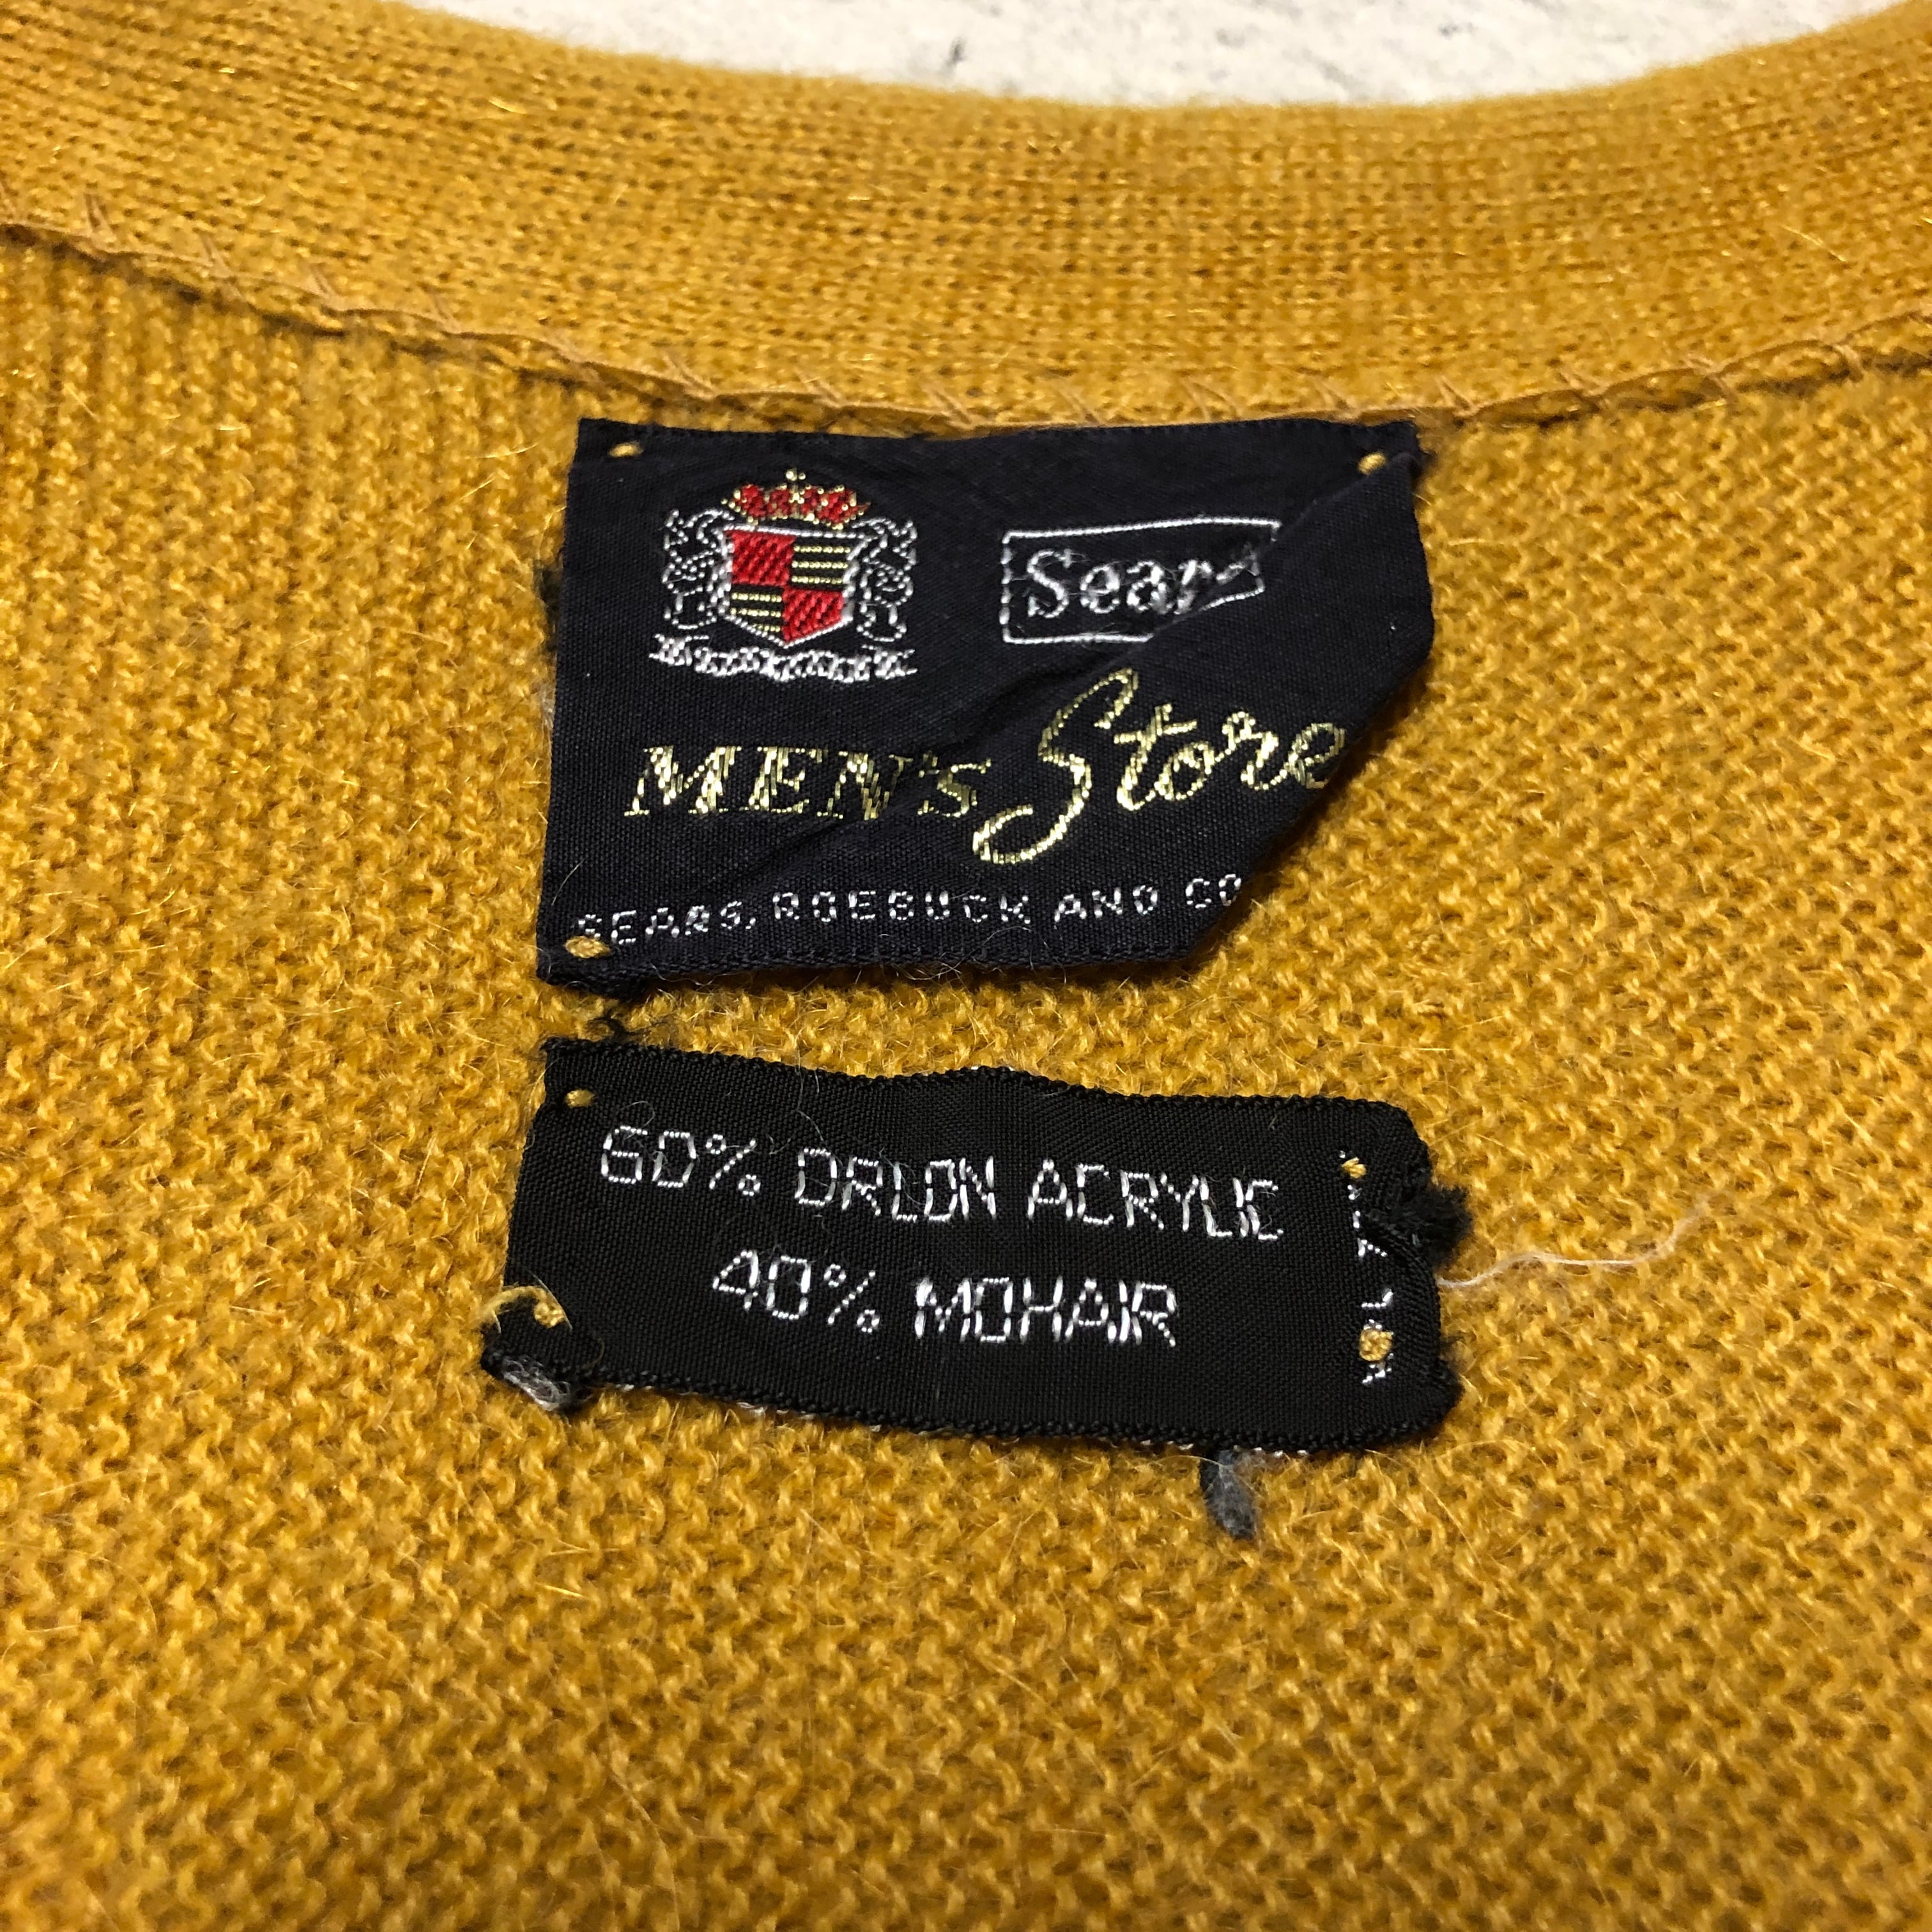 Sears
MEN'S Store
SEARS, ROEBUCK AND CO
60% ORLON ACRYLIC
40% MOHAIR